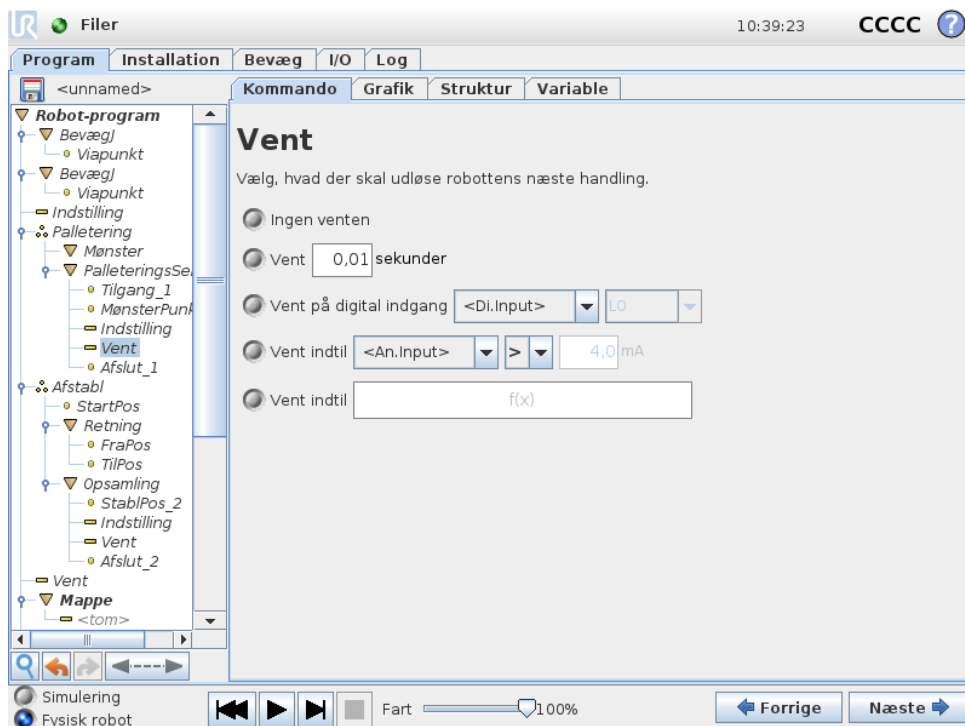 UR Filer 10:39:23 CCCC ?
Program Installation Bevæg I/O Log
<unnamed> Kommando Grafik Struktur Variable
Robot-program
BevægJ
Viapunkt
BevægJ
Viapunkt
Indstilling
Palletering
Mønster
PalleteringsSe
Tilgang_1
MønsterPunk
Indstilling
Vent
Afslut_1
Afstabl
StartPos
Retning
FraPos
TilPos
Opsamling
StablPos_2
Indstilling
Vent
Afslut_2
Vent
Mappe
<tom>
Vent
Vælg, hvad der skal udløse robottens næste handling.
Ingen venten
Vent 0,01 sekunder
Vent på digital indgang <Di.Input> LO
Vent indtil <An.Input> > 4,0 mA
Vent indtil f(x)
Simulering
Fysisk robot
Fart 100%
Forrige Næste